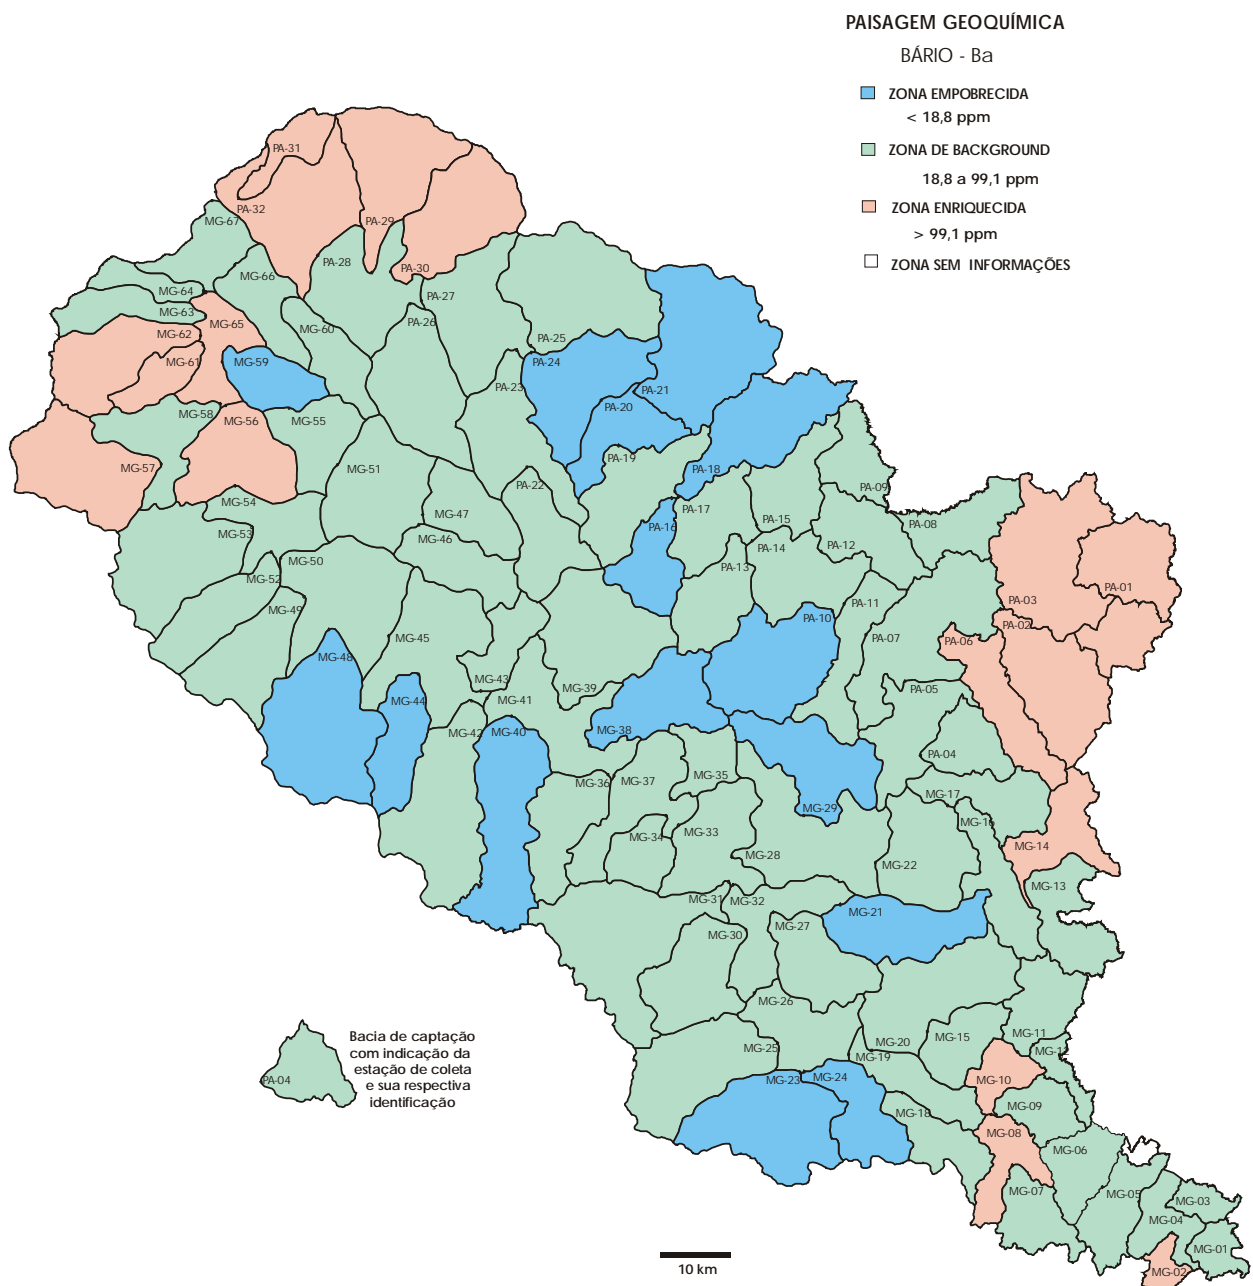 PAISAGEM GEOQUÍMICA
BÁRIO - Ba
ZONA EMPOBRECIDA
< 18,8 ppm
ZONA DE BACKGROUND
18,8 a 99,1 ppm
ZONA ENRIQUECIDA
> 99,1 ppm
ZONA SEM INFORMAÇÕES
PA-31
PA-32
PA-29
MG-67
PA-28
PA-30
MG-66
MG-64
PA-27
MG-63
MG-65
PA-26
MG-60
MG-62
PA-25
MG-61
MG-59
PA-24
PA-23
PA-21
PA-20
MG-58
MG-56
MG-55
PA-19
MG-57
MG-51
PA-18
PA-22
PA-09
MG-54
MG-47
PA-17
PA-16
PA-15
PA-08
MG-53
MG-46
PA-14
PA-12
MG-50
PA-13
MG-52
PA-01
MG-49
PA-11
PA-03
PA-10
PA-02
MG-45
PA-07
PA-06
MG-48
MG-43
MG-39
PA-05
MG-44
MG-41
MG-42
MG-40
MG-38
PA-04
MG-36
MG-37
MG-35
MG-17
MG-29
MG-16
MG-34
MG-33
MG-14
MG-28
MG-22
MG-13
MG-31
MG-32
MG-21
MG-30
MG-27
MG-26
MG-11
MG-15
MG-20
MG-25
MG-12
MG-19
MG-23
MG-24
MG-10
MG-09
MG-18
MG-08
MG-06
MG-07
MG-05
MG-03
MG-04
MG-01
MG-02
Bacia de captação
com indicação da
estação de coleta
e sua respectiva
identificação
PA-04
10 km